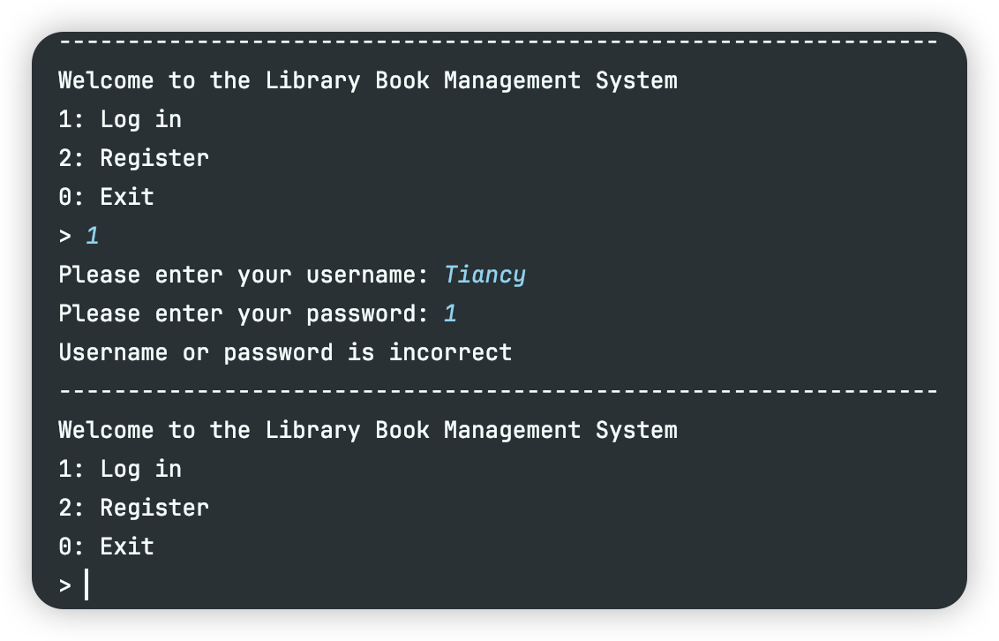 ----------------------------------------------------------------
Welcome to the Library Book Management System
1: Log in
2: Register
0: Exit
> 1
Please enter your username: Tiancy
Please enter your password: 1
Username or password is incorrect
----------------------------------------------------------------
Welcome to the Library Book Management System
1: Log in
2: Register
0: Exit
>